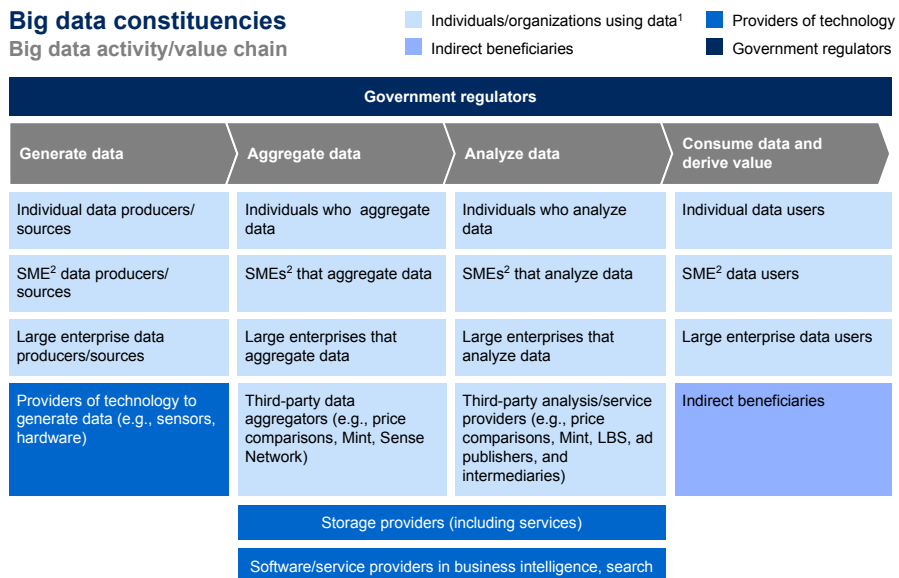 Big data constituencies
Big data activity/value chain
Individuals/organizations using data¹
Indirect beneficiaries
Providers of technology
Government regulators
Government regulators
Generate data
Aggregate data
Analyze data
Consume data and
derive value
Individual data producers/
sources
Individuals who aggregate
data
Individuals who analyze
data
Individual data users
SME² data producers/
sources
SMEs² that aggregate data
SMEs² that analyze data
SME² data users
Large enterprise data
producers/sources
Large enterprises that
aggregate data
Large enterprises that
analyze data
Large enterprise data users
Providers of technology to
generate data (e.g., sensors,
hardware)
Third-party data
aggregators (e.g., price
comparisons, Mint, Sense
Network)
Third-party analysis/service
providers (e.g., price
comparisons, Mint, LBS, ad
publishers, and
intermediaries)
Indirect beneficiaries
Storage providers (including services)
Software/service providers in business intelligence, search